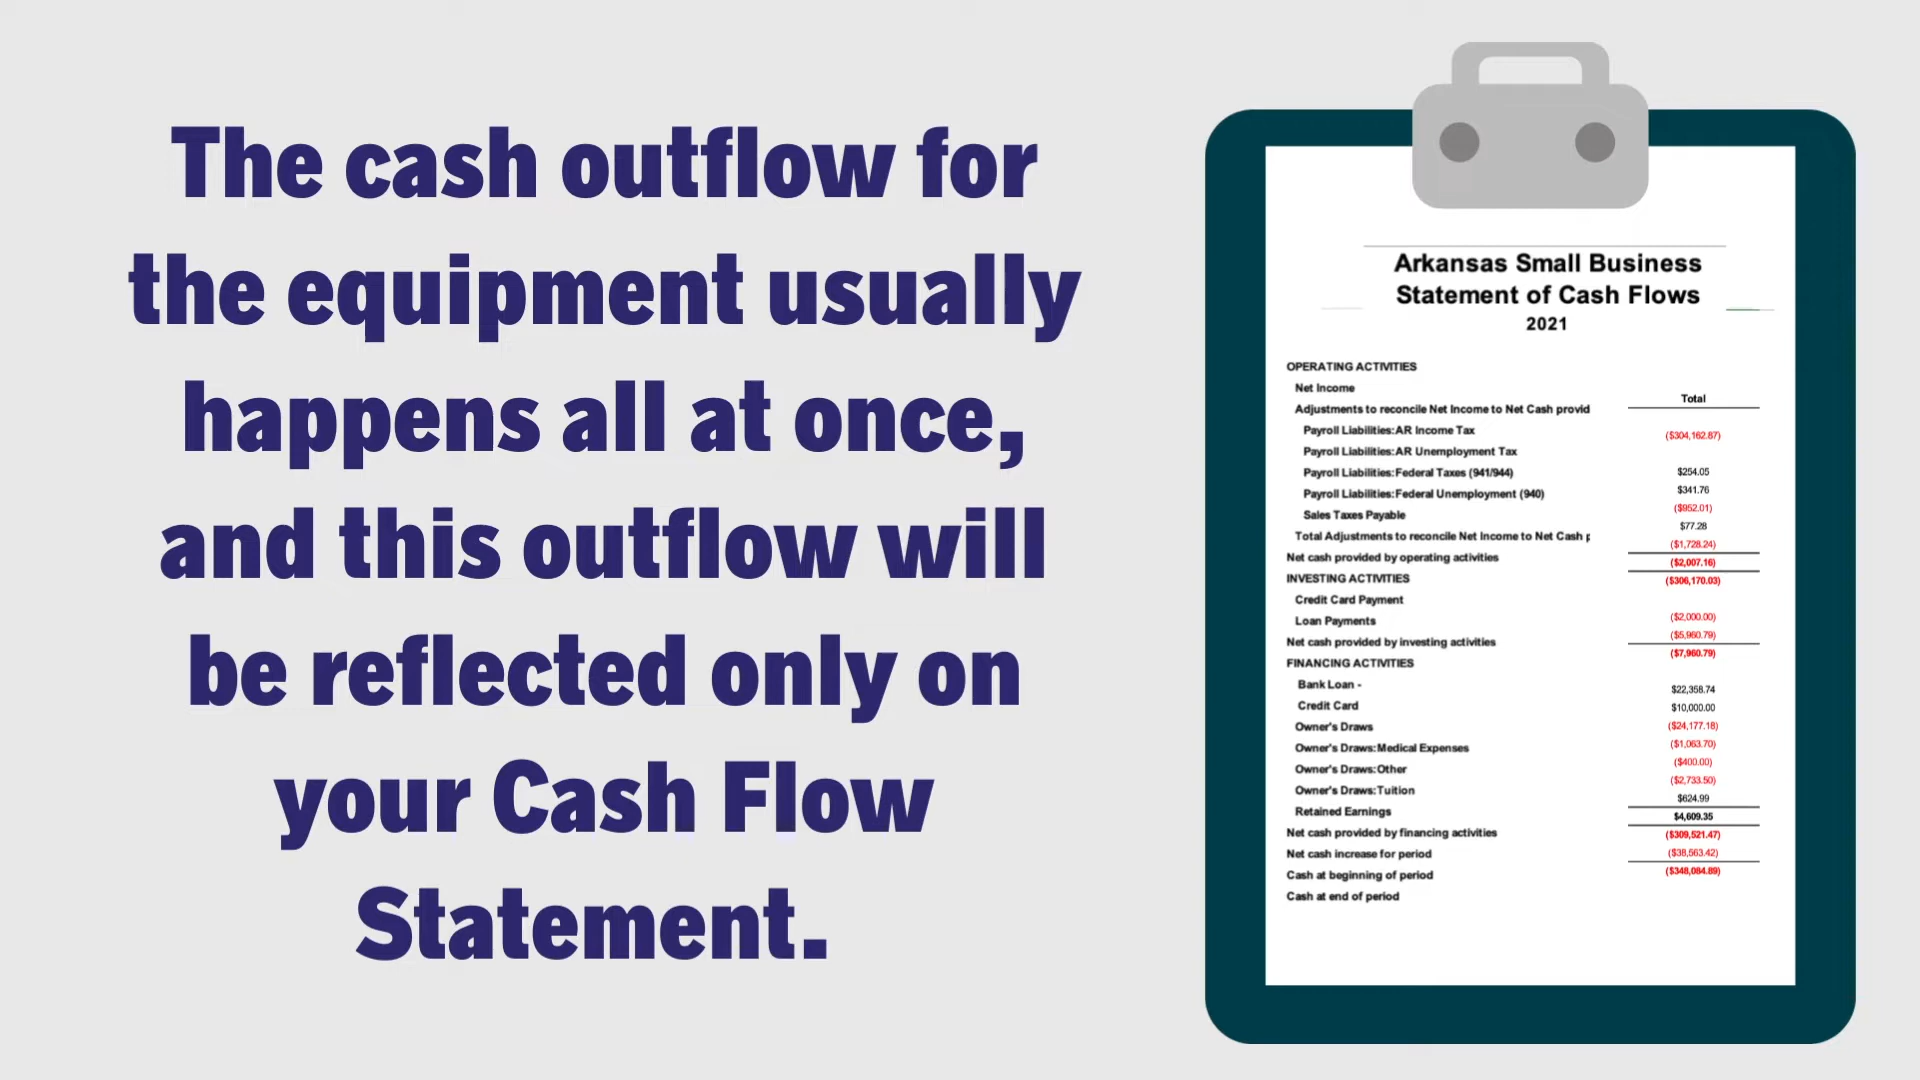 The cash outflow for
the equipment usually
happens all at once,
and this outflow will
be reflected only on
your Cash Flow
Statement.
Arkansas Small Business
Statement of Cash Flows
2021
Total
OPERATING ACTIVITIES
Net Income
Adjustments to reconcile Net Income to Net Cash provid
Payroll Liabilities:AR Income Tax
Payroll Liabilities:AR Unemployment Tax
Payroll Liabilities:Federal Taxes (941/944)
Payroll Liabilities:Federal Unemployment (940)
Sales Taxes Payable
Total Adjustments to reconcile Net Income to Net Cash p
Net cash provided by operating activities
INVESTING ACTIVITIES
Credit Card Payment
Loan Payments
Net cash provided by investing activities
FINANCING ACTIVITIES
Bank Loan -
Credit Card
Owner's Draws
Owner's Draws:Medical Expenses
Owner's Draws:Other
Owner's Draws:Tuition
Retained Earnings
Net cash provided by financing activities
Net cash increase for period
Cash at beginning of period
Cash at end of period
($304,162.87)
$254.05
$341.76
($952.01)
$77.28
($1,728.24)
($2,007.16)
($306,170.03)
($2,000.00)
($5,960.79)
($7,960.79)
$22,358.74
$10,000.00
($24,177.18)
($1,063.70)
($400.00)
($2,733.50)
$624.99
$4,609.35
($309,521.47)
($38,563.42)
($348,084.89)